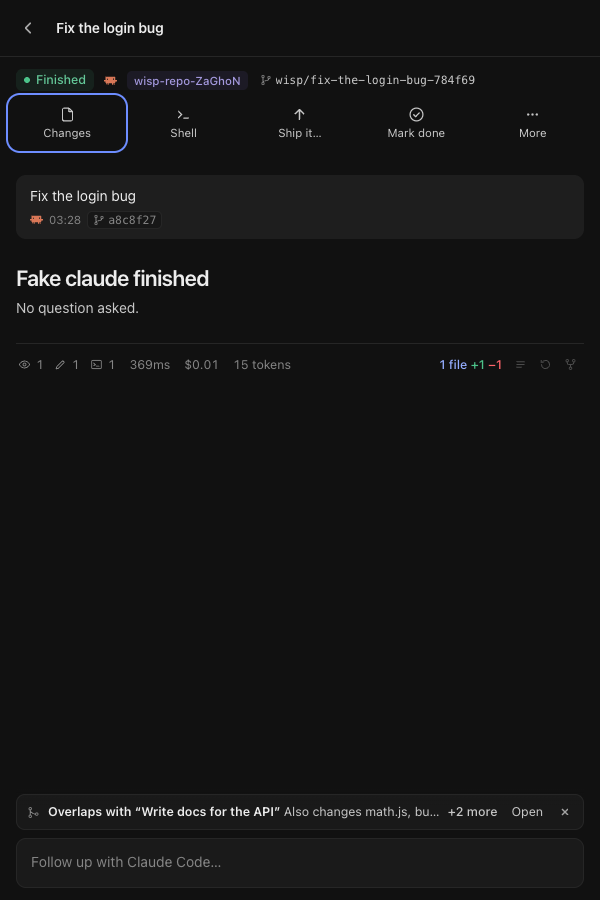 Fix the login bug
Finished wisp-repo-ZaGhoN wisp/fix-the-login-bug-784f69
Changes Shell Ship it... Mark done More
Fix the login bug
03:28 a8c8f27
Fake claude finished
No question asked.
1 1 1 369ms $0.01 15 tokens 1 file +1 −1
Overlaps with “Write docs for the API” Also changes math.js, bu... +2 more Open ×
Follow up with Claude Code...